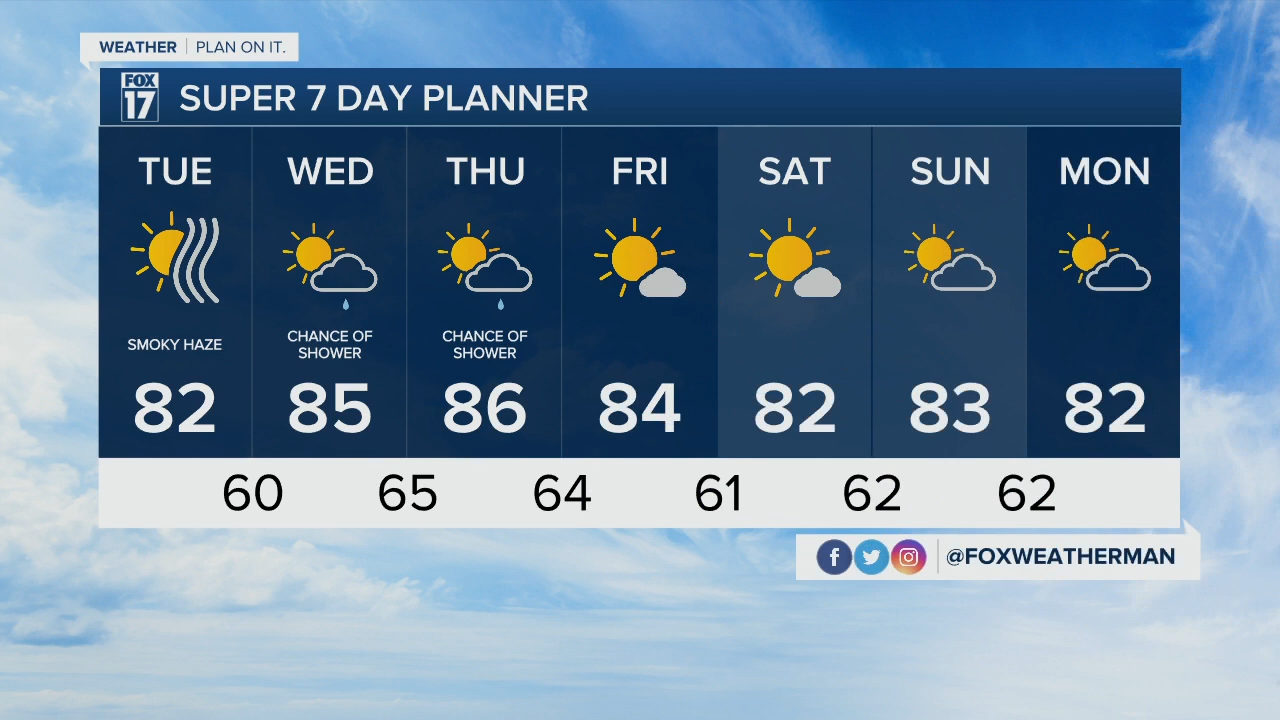 WEATHER | PLAN ON IT.
FOX 17 SUPER 7 DAY PLANNER
TUE WED THU FRI SAT SUN MON
SMOKY HAZE
CHANCE OF SHOWER
CHANCE OF SHOWER
82 85 86 84 82 83 82
60 65 64 61 62 62
f @FOXWEATHERMAN